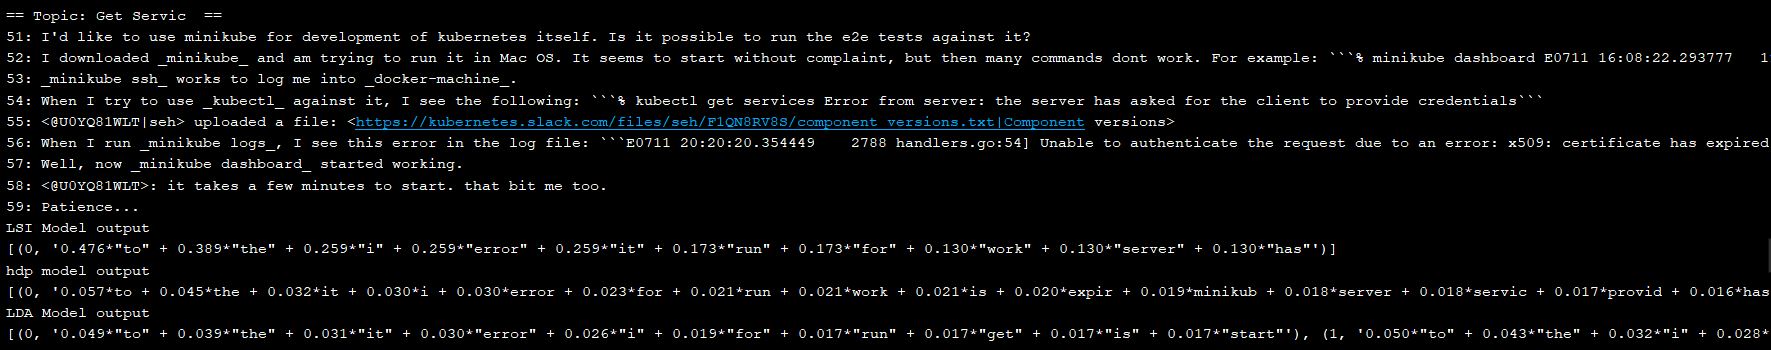 == Topic: Get Servic  ==
51: I'd like to use minikube for development of kubernetes itself. Is it possible to run the e2e tests against it?
52: I downloaded _minikube_ and am trying to run it in Mac OS. It seems to start without complaint, but then many commands dont work. For example: ```% minikube dashboard E0711 16:08:22.293777   1
53: _minikube ssh_ works to log me into _docker-machine_.
54: When I try to use _kubectl_ against it, I see the following: ```% kubectl get services Error from server: the server has asked for the client to provide credentials```
55: <@U0YQ81WLT|seh> uploaded a file: <https://kubernetes.slack.com/files/seh/F1QN8RV8S/component_versions.txt|Component versions>
56: When I run _minikube logs_, I see this error in the log file: ```E0711 20:20:20.354449    2788 handlers.go:54] Unable to authenticate the request due to an error: x509: certificate has expired
57: Well, now _minikube dashboard_ started working.
58: <@U0YQ81WLT>: it takes a few minutes to start. that bit me too.
59: Patience...
LSI Model output
[(0, '0.476*"to" + 0.389*"the" + 0.259*"i" + 0.259*"error" + 0.259*"it" + 0.173*"run" + 0.173*"for" + 0.130*"work" + 0.130*"server" + 0.130*"has"')]
hdp model output
[(0, '0.057*to + 0.045*the + 0.032*it + 0.030*i + 0.030*error + 0.023*for + 0.021*run + 0.021*work + 0.021*is + 0.020*expir + 0.019*minikub + 0.018*server + 0.018*servic + 0.017*provid + 0.016*has
LDA Model output
[(0, '0.049*"to" + 0.039*"the" + 0.031*"it" + 0.030*"error" + 0.026*"i" + 0.019*"for" + 0.017*"run" + 0.017*"get" + 0.017*"is" + 0.017*"start"'), (1, '0.050*"to" + 0.043*"the" + 0.032*"i" + 0.028*